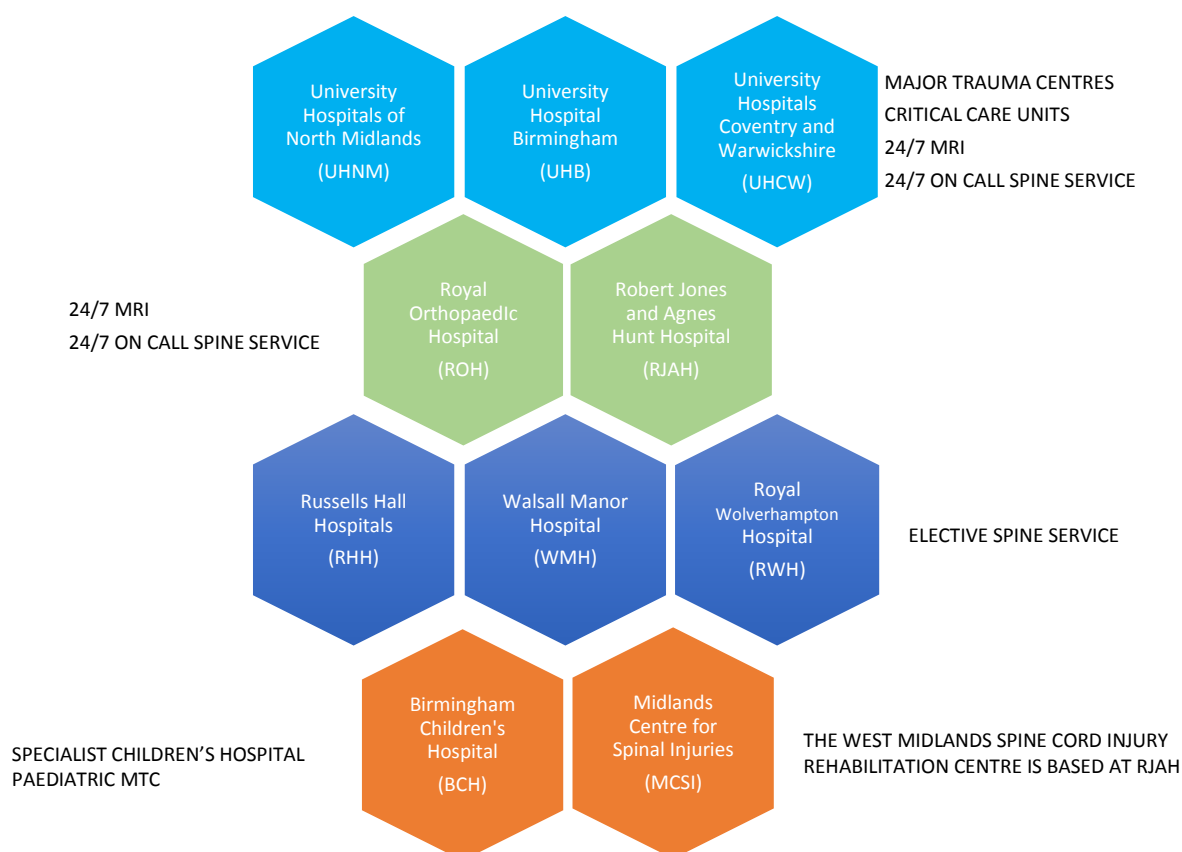 University
Hospitals of
North Midlands
(UHNM)
University
Hospital
Birmingham
(UHB)
University
Hospitals
Coventry and
Warwickshire
(UHCW)
MAJOR TRAUMA CENTRES
CRITICAL CARE UNITS
24/7 MRI
24/7 ON CALL SPINE SERVICE
24/7 MRI
24/7 ON CALL SPINE SERVICE
Royal
OrthopaedIc
Hospital
(ROH)
Robert Jones
and Agnes
Hunt Hospital
(RJAH)
Russells Hall
Hospitals
(RHH)
Walsall Manor
Hospital
(WMH)
Royal
Wolverhampton
Hospital
(RWH)
ELECTIVE SPINE SERVICE
SPECIALIST CHILDREN’S HOSPITAL
PAEDIATRIC MTC
Birmingham
Children's
Hospital
(BCH)
Midlands
Centre for
Spinal Injuries
(MCSI)
THE WEST MIDLANDS SPINE CORD INJURY
REHABILITATION CENTRE IS BASED AT RJAH